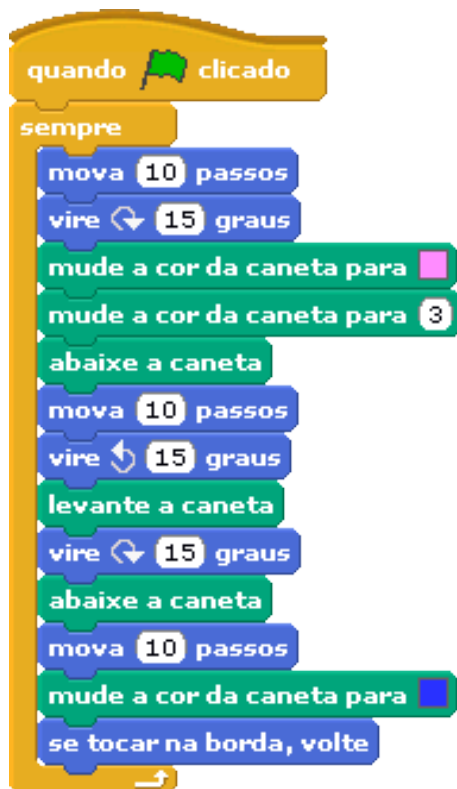 quando clicado
sempre
mova 10 passos
vire 15 graus
mude a cor da caneta para
mude a cor da caneta para 3
abaixe a caneta
mova 10 passos
vire 15 graus
levante a caneta
vire 15 graus
abaixe a caneta
mova 10 passos
mude a cor da caneta para
se tocar na borda, volte